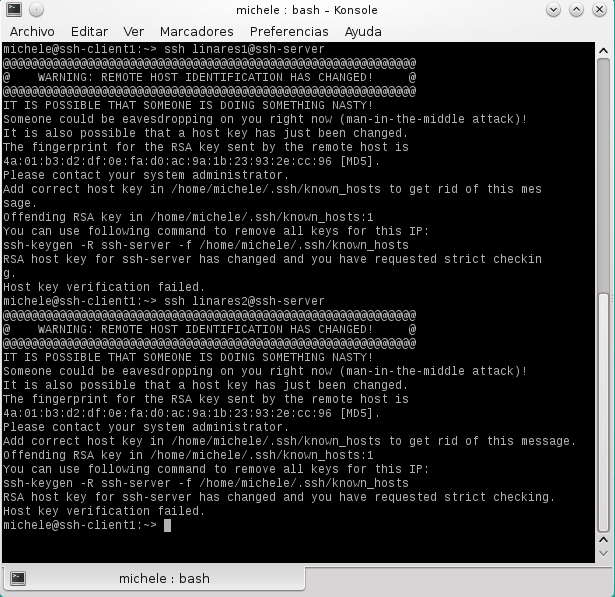 michele : bash – Konsole
Archivo Editar Ver Marcadores Preferencias Ayuda
michele@ssh-client1:~> ssh linares1@ssh-server
@@@@@@@@@@@@@@@@@@@@@@@@@@@@@@@@@@@@@@@@@@@@@@@@@@@@@@@@@@@
@    WARNING: REMOTE HOST IDENTIFICATION HAS CHANGED!     @
@@@@@@@@@@@@@@@@@@@@@@@@@@@@@@@@@@@@@@@@@@@@@@@@@@@@@@@@@@@
IT IS POSSIBLE THAT SOMEONE IS DOING SOMETHING NASTY!
Someone could be eavesdropping on you right now (man-in-the-middle attack)!
It is also possible that a host key has just been changed.
The fingerprint for the RSA key sent by the remote host is
4a:01:b3:d2:df:0e:fa:d0:ac:9a:1b:23:93:2e:cc:96 [MD5].
Please contact your system administrator.
Add correct host key in /home/michele/.ssh/known_hosts to get rid of this mes
sage.
Offending RSA key in /home/michele/.ssh/known_hosts:1
You can use following command to remove all keys for this IP:
ssh-keygen -R ssh-server -f /home/michele/.ssh/known_hosts
RSA host key for ssh-server has changed and you have requested strict checkin
g.
Host key verification failed.
michele@ssh-client1:~> ssh linares2@ssh-server
@@@@@@@@@@@@@@@@@@@@@@@@@@@@@@@@@@@@@@@@@@@@@@@@@@@@@@@@@@@
@    WARNING: REMOTE HOST IDENTIFICATION HAS CHANGED!     @
@@@@@@@@@@@@@@@@@@@@@@@@@@@@@@@@@@@@@@@@@@@@@@@@@@@@@@@@@@@
IT IS POSSIBLE THAT SOMEONE IS DOING SOMETHING NASTY!
Someone could be eavesdropping on you right now (man-in-the-middle attack)!
It is also possible that a host key has just been changed.
The fingerprint for the RSA key sent by the remote host is
4a:01:b3:d2:df:0e:fa:d0:ac:9a:1b:23:93:2e:cc:96 [MD5].
Please contact your system administrator.
Add correct host key in /home/michele/.ssh/known_hosts to get rid of this message.
Offending RSA key in /home/michele/.ssh/known_hosts:1
You can use following command to remove all keys for this IP:
ssh-keygen -R ssh-server -f /home/michele/.ssh/known_hosts
RSA host key for ssh-server has changed and you have requested strict checking.
Host key verification failed.
michele@ssh-client1:~>
michele : bash